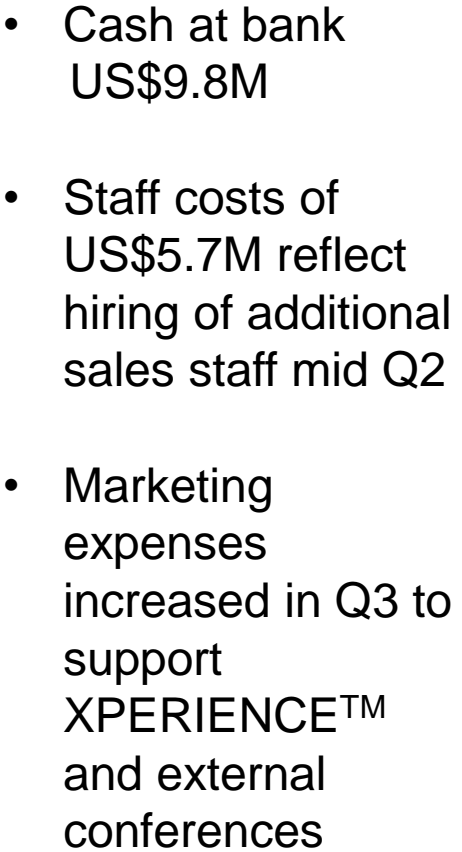 • Cash at bank
US$9.8M
• Staff costs of
US$5.7M reflect
hiring of additional
sales staff mid Q2
• Marketing
expenses
increased in Q3 to
support
XPERIENCE™
and external
conferences